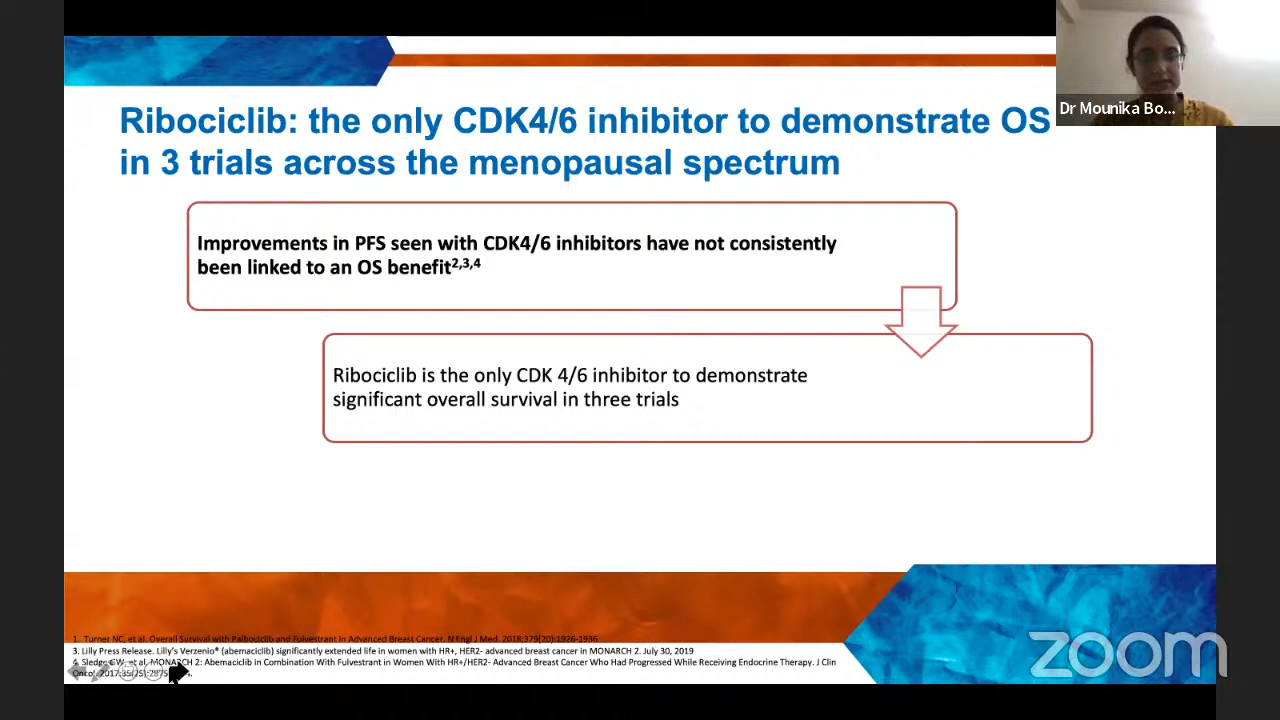 Ribociclib: the only CDK4/6 inhibitor to demonstrate OS
in 3 trials across the menopausal spectrum
Dr Mounika Bo...
Improvements in PFS seen with CDK4/6 inhibitors have not consistently
been linked to an OS benefit2,3,4
Ribociclib is the only CDK 4/6 inhibitor to demonstrate
significant overall survival in three trials
1. Turner NC, et al. Overall Survival with Palbociclib and Fulvestrant in Advanced Breast Cancer. N Engl J Med. 2018;379(20):1926-1936.
3. Lilly Press Release. Lilly's Verzenio® (abemaciclib) significantly extended life in women with HR+, HER2- advanced breast cancer in MONARCH 2. July 30, 2019
4. Sledge GW, et al. MONARCH 2: Abemaciclib in Combination With Fulvestrant in Women With HR+/HER2- Advanced Breast Cancer Who Had Progressed While Receiving Endocrine Therapy. J Clin
Oncol. 2017;35(25):
zoom